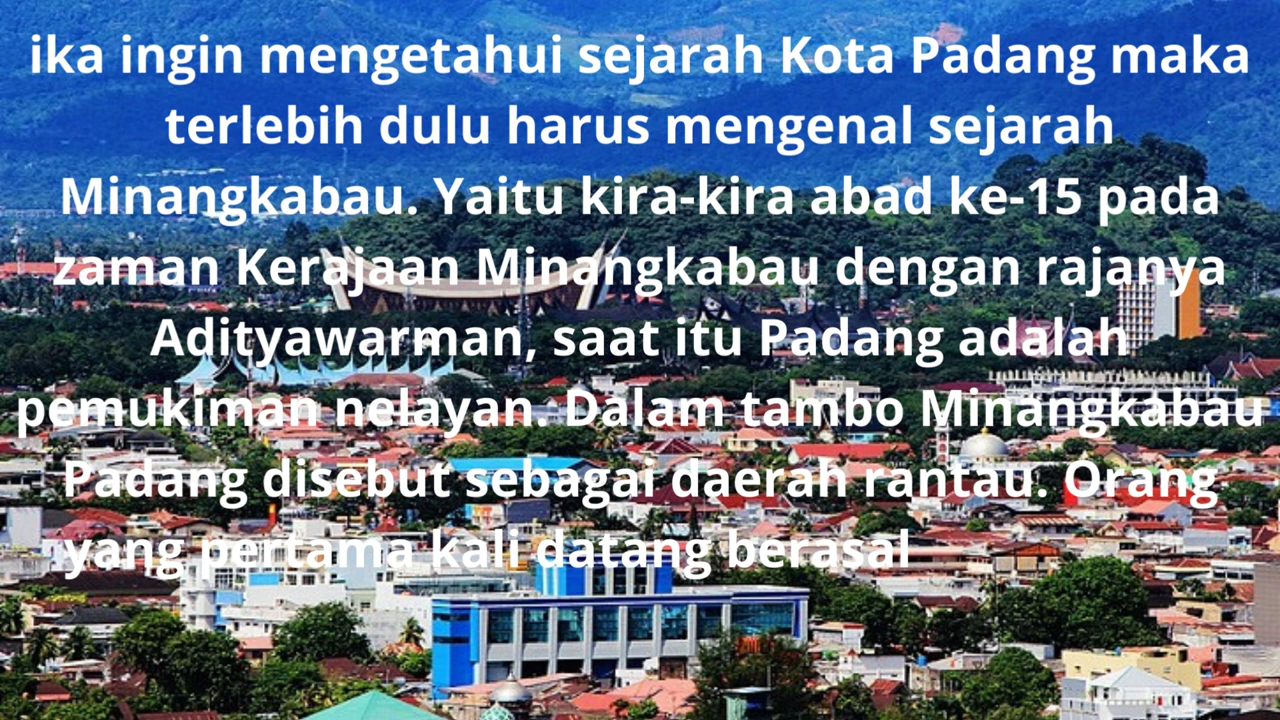 ika ingin mengetahui sejarah Kota Padang maka
terlebih dulu harus mengenal sejarah
Minangkabau. Yaitu kira-kira abad ke-15 pada
zaman Kerajaan Minangkabau dengan rajanya
Adityawarman, saat itu Padang adalah
pemukiman nelayan. Dalam tambo Minangkabau
Padang disebut sebagai daerah rantau. Orang
yang pertama kali datang berasal